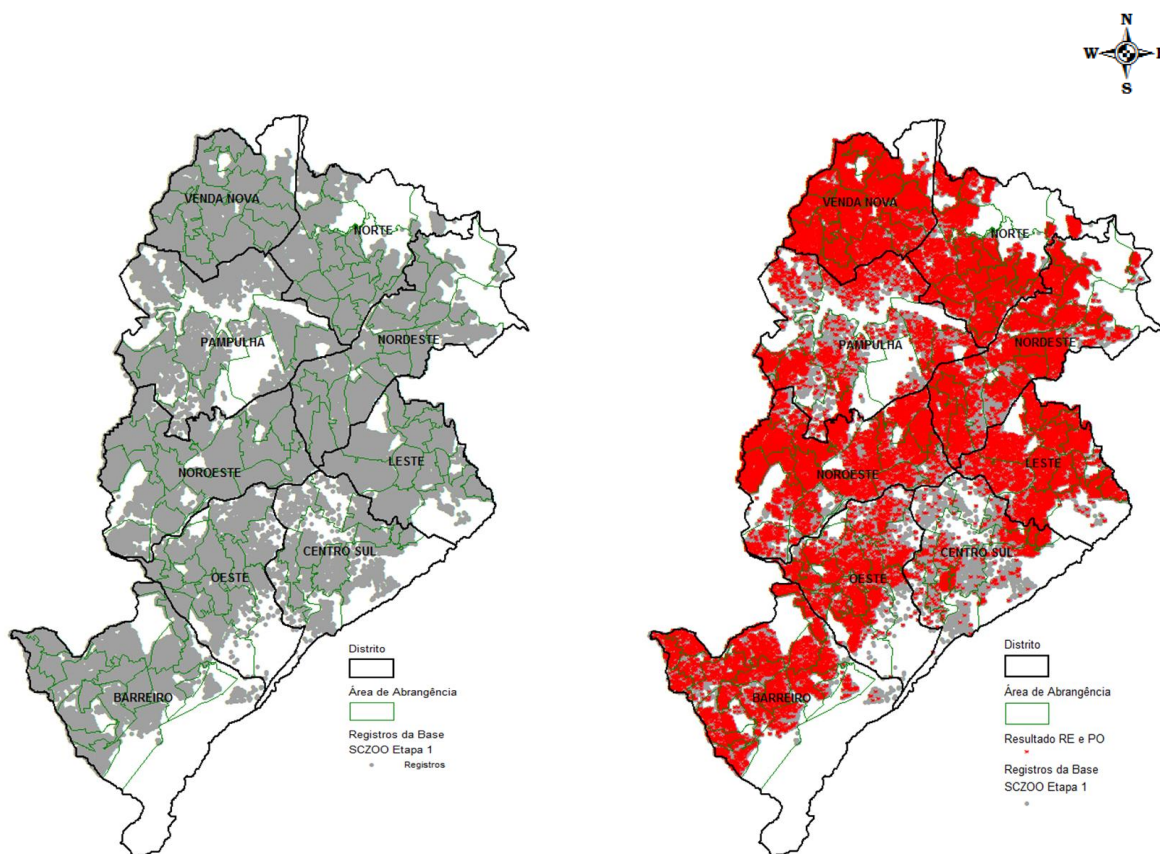 N
W
S
VENDA NOVA
NORTE
PAMPULHA
NORDESTE
NOROESTE
LESTE
CENTRO SUL
OESTE
BARREIRO
Distrito
Área de Abrangência
Registros da Base
SCZOO Etapa 1
Registros
VENDA NOVA
NORTE
PAMPULHA
NORDESTE
NOROESTE
LESTE
CENTRO SUL
OESTE
BARREIRO
Distrito
Área de Abrangência
Resultado RE e PO
Registros da Base
SCZOO Etapa 1